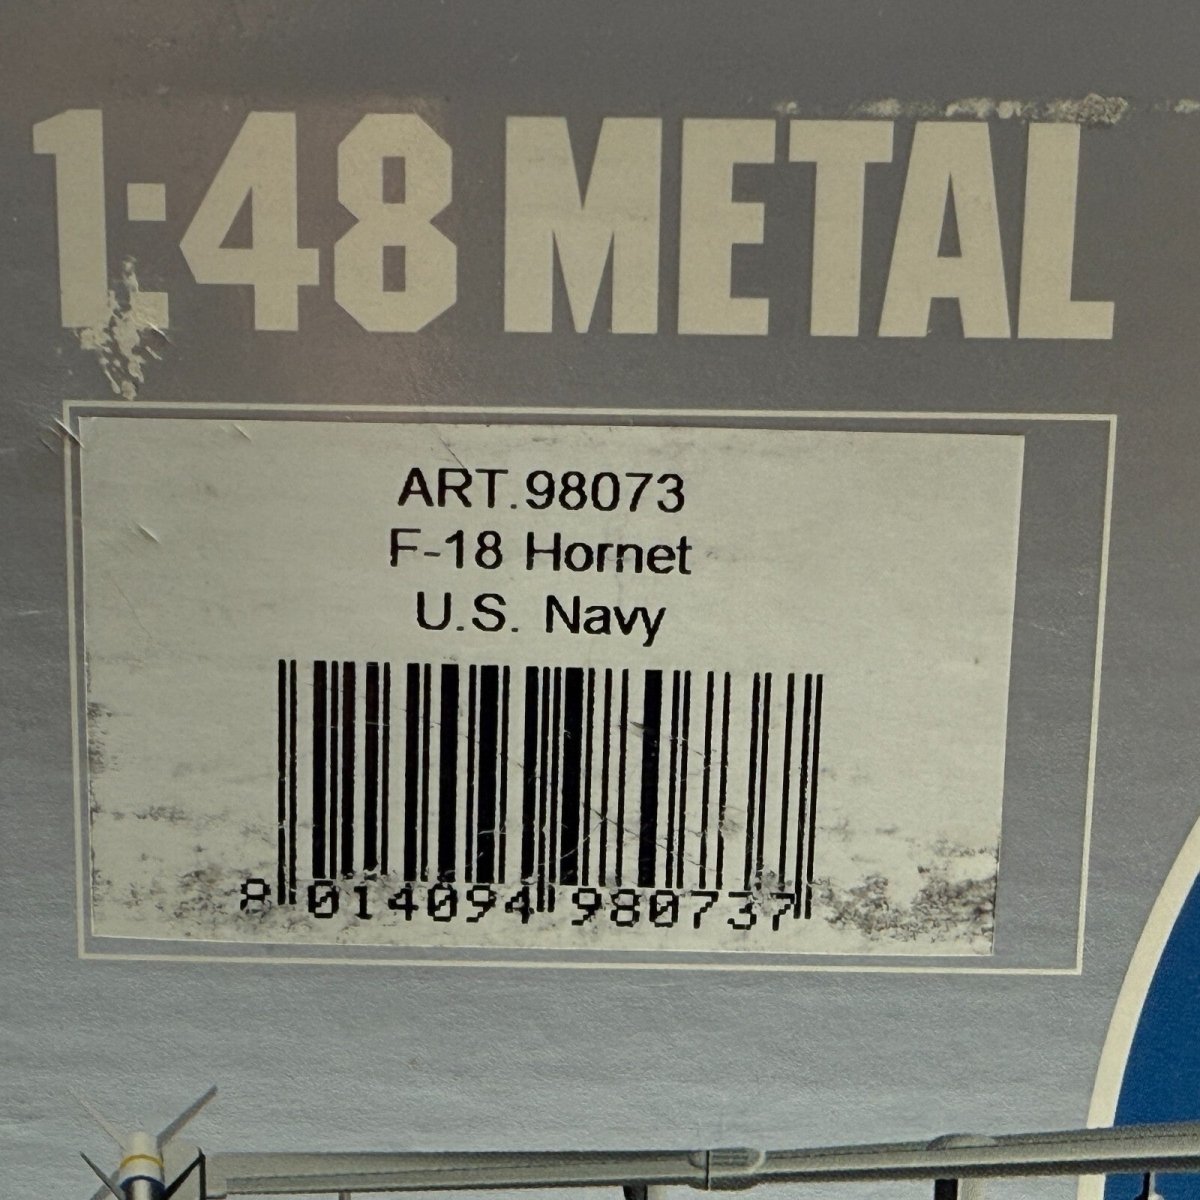 1:48 METAL
ART.98073
F-18 Hornet
U.S. Navy
8 014094 980737